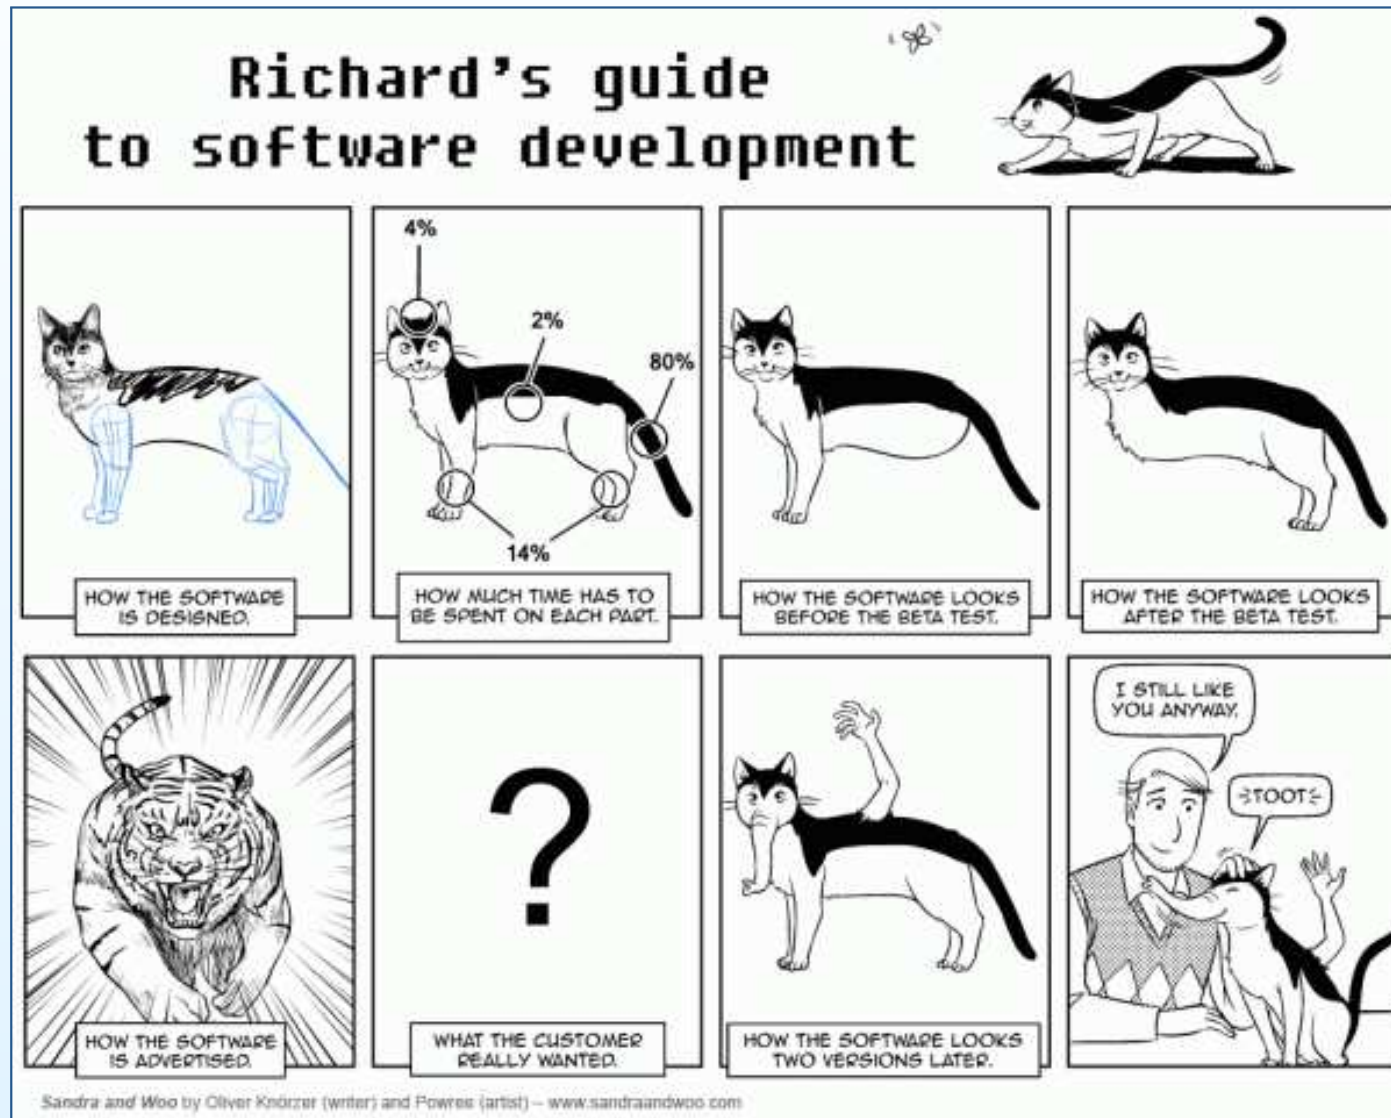 Richard's guide
to software development
4%
2%
80%
14%
HOW THE SOFTWARE
IS DESIGNED.
HOW MUCH TIME HAS TO
BE SPENT ON EACH PART.
HOW THE SOFTWARE LOOKS
BEFORE THE BETA TEST.
HOW THE SOFTWARE LOOKS
AFTER THE BETA TEST.
HOW THE SOFTWARE
IS ADVERTISED.
?
WHAT THE CUSTOMER
REALLY WANTED.
HOW THE SOFTWARE LOOKS
TWO VERSIONS LATER.
I STILL LIKE
YOU ANYWAY.
TOOT
Sandra and Woo by Oliver Knörzer (writer) and Powree (artist) – www.sandraandwoo.com